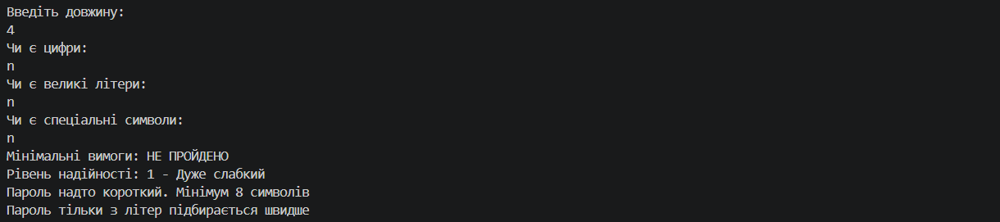 Введіть довжину:
4
Чи є цифри:
n
Чи є великі літери:
n
Чи є спеціальні символи:
n
Мінімальні вимоги: НЕ ПРОЙДЕНО
Рівень надійності: 1 - Дуже слабкий
Пароль надто короткий. Мінімум 8 символів
Пароль тільки з літер підбирається швидше